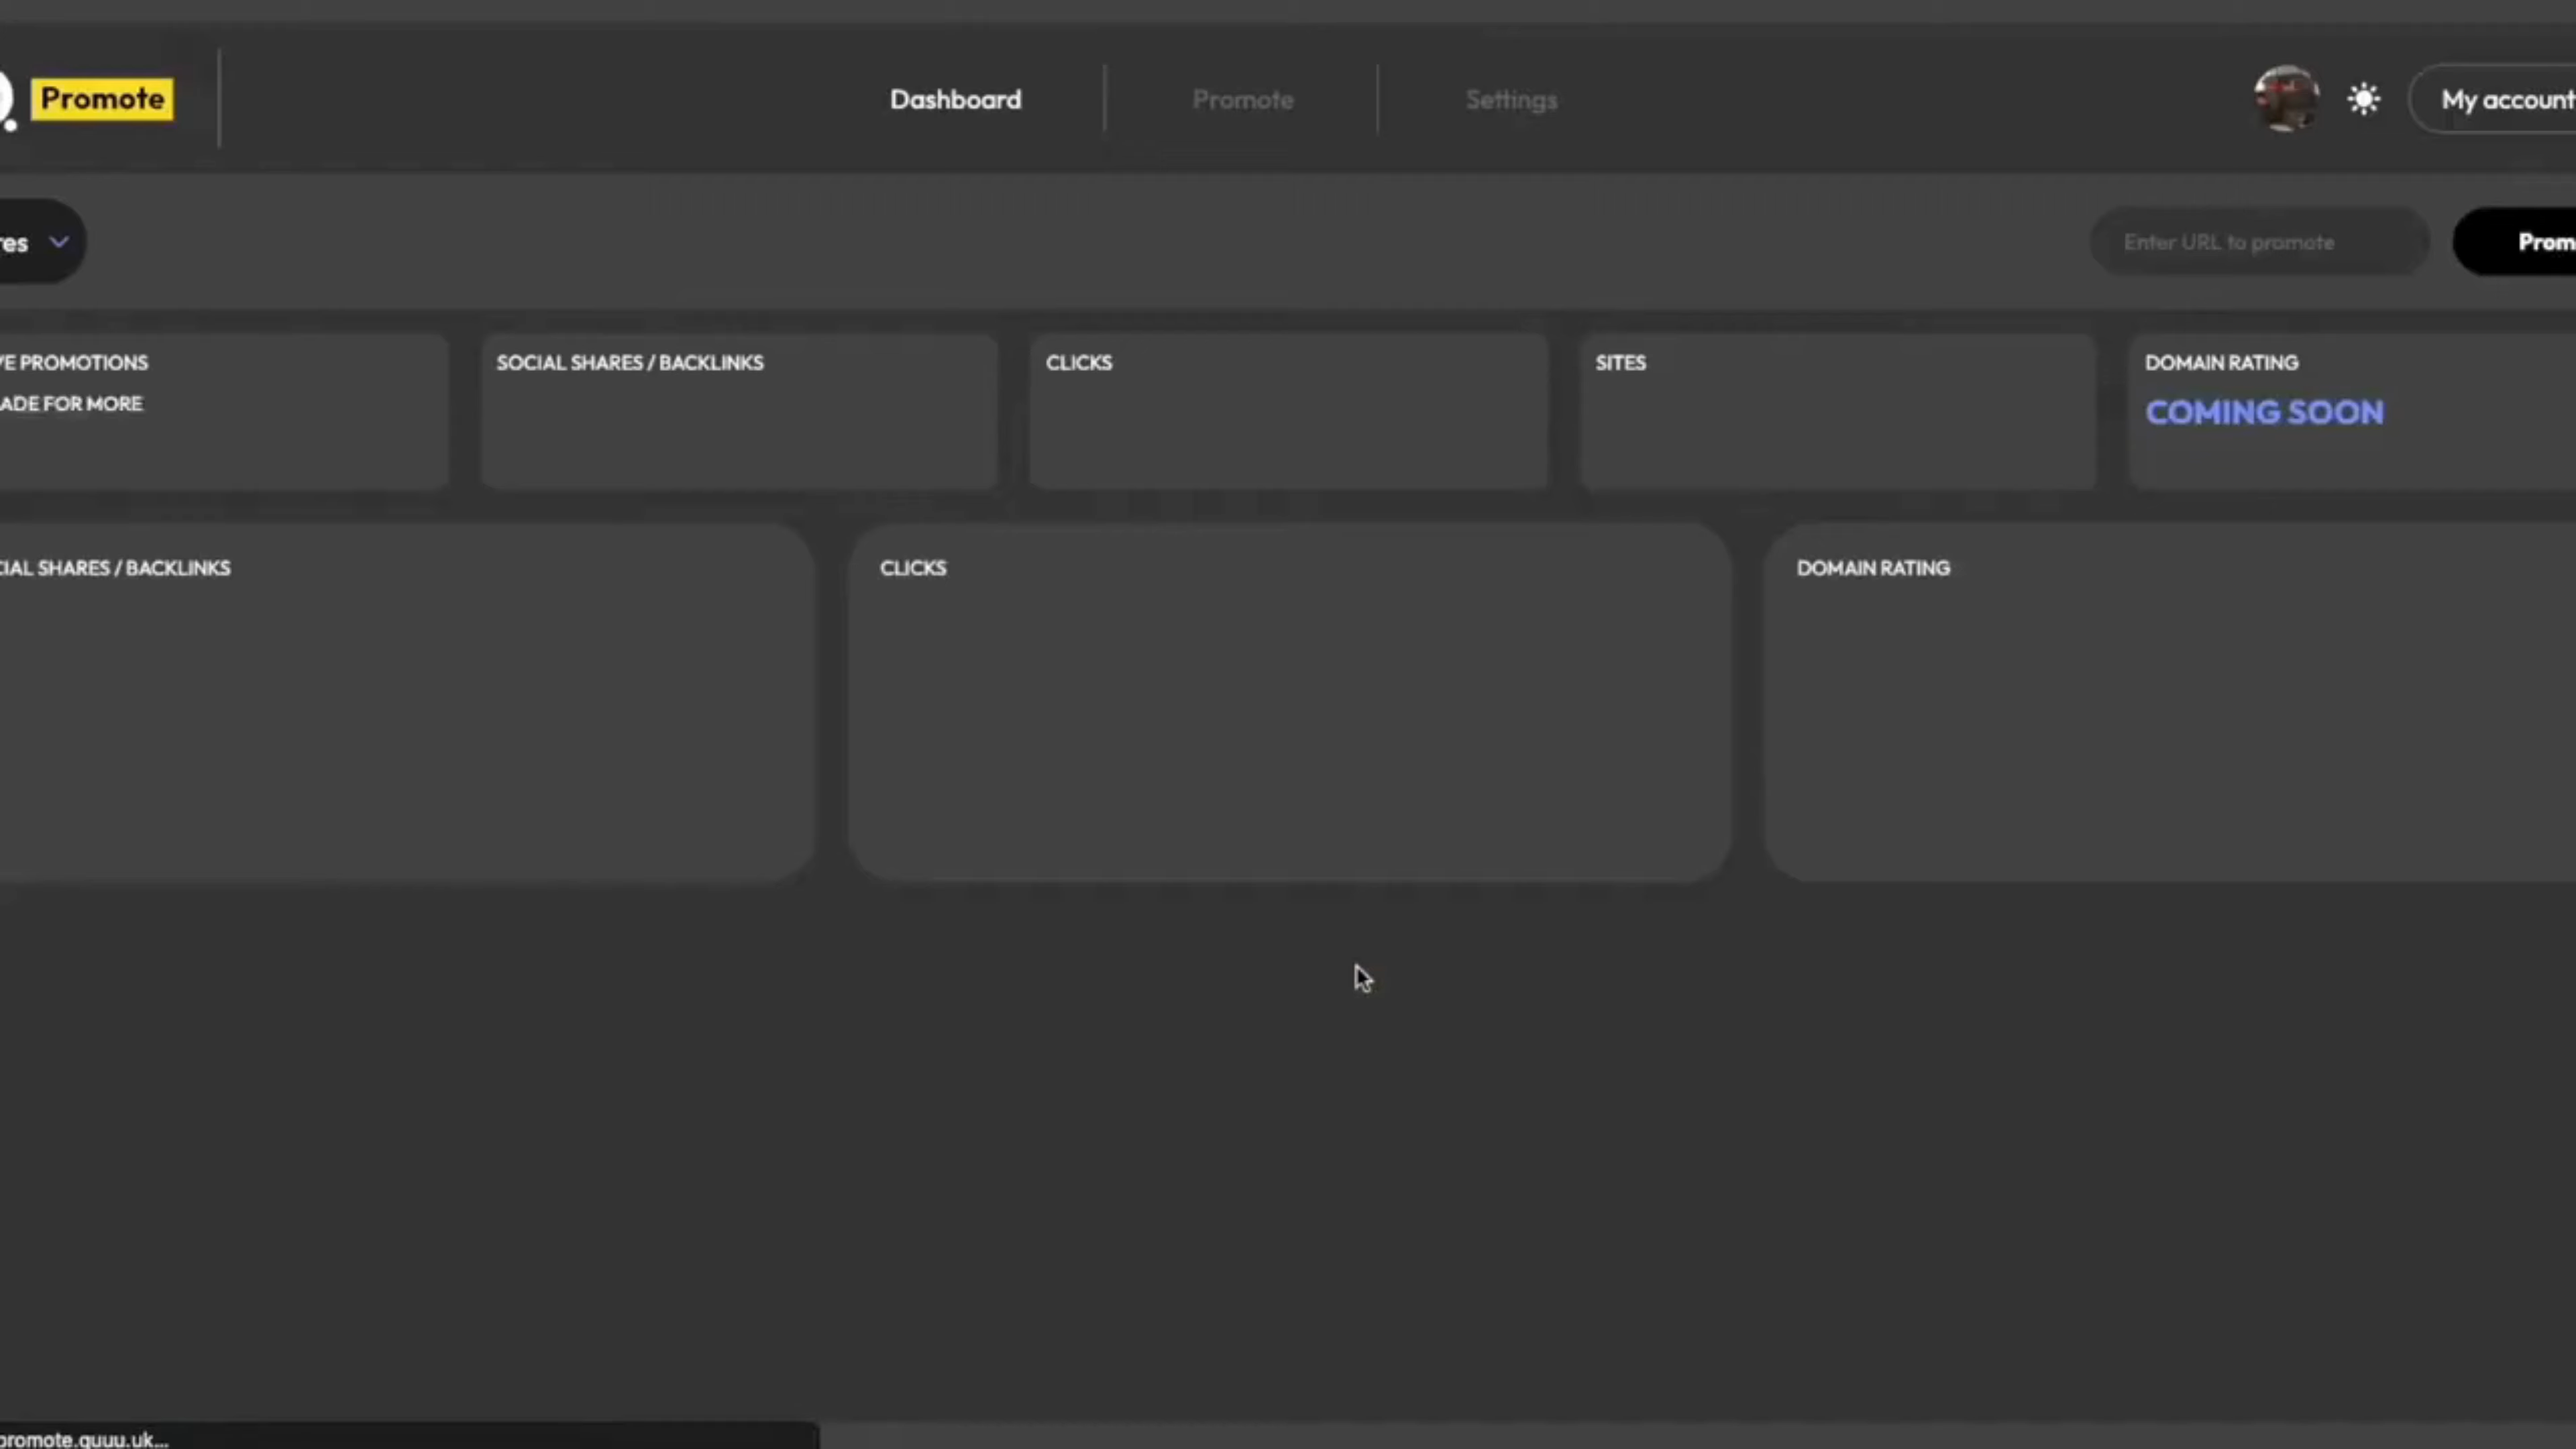 Promote
Dashboard
Promote
Settings
My account
res
Enter URL to promote
Prom
VE PROMOTIONS
ADE FOR MORE
SOCIAL SHARES / BACKLINKS
CLICKS
SITES
DOMAIN RATING
COMING SOON
CIAL SHARES / BACKLINKS
CLICKS
DOMAIN RATING
promote.quuu.uk...